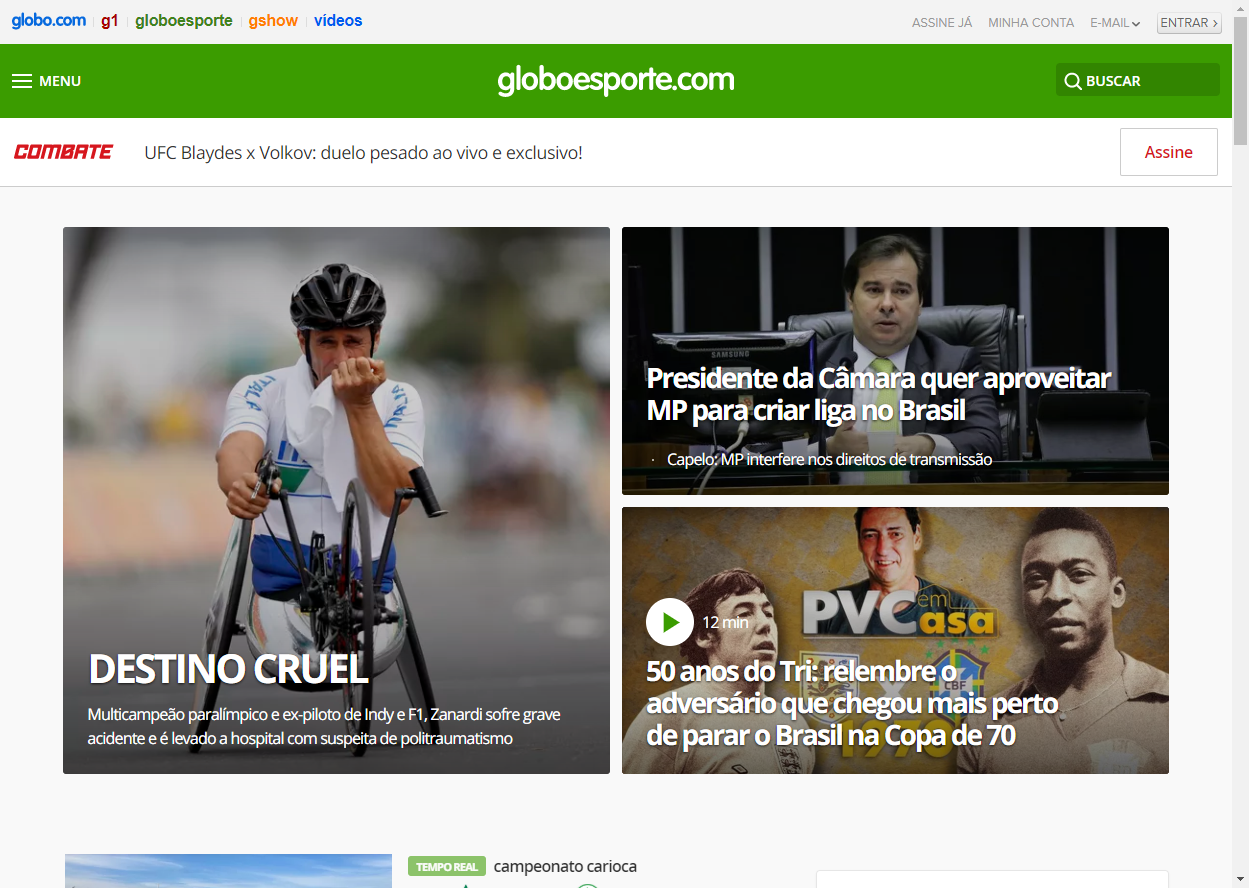 globo.com g1 globoesporte gshow vídeos
ASSINE JÁ MINHA CONTA E-MAIL ENTRAR
MENU
globoesporte.com
BUSCAR
COMBATE
UFC Blaydes x Volkov: duelo pesado ao vivo e exclusivo!
Assine
ITALIA
DESTINO CRUEL
Multicampeão paralímpico e ex-piloto de Indy e F1, Zanardi sofre grave
acidente e é levado a hospital com suspeita de politraumatismo
SAMSUNG
Presidente da Câmara quer aproveitar
MP para criar liga no Brasil
· Capelo: MP interfere nos direitos de transmissão
PVC em
Casa
12 min
50 anos do Tri: relembre o
adversário que chegou mais perto
de parar o Brasil na Copa de 70
CBF
1970
TEMPO REAL campeonato carioca